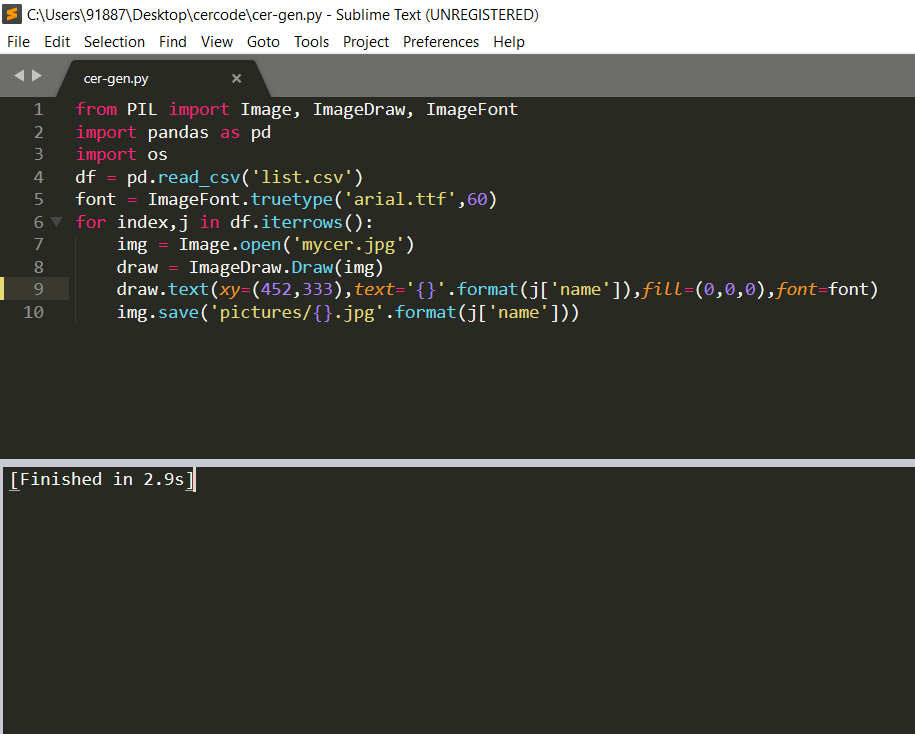 C:\Users\91887\Desktop\cercode\cer-gen.py - Sublime Text (UNREGISTERED)
File Edit Selection Find View Goto Tools Project Preferences Help
cer-gen.py ×
1 from PIL import Image, ImageDraw, ImageFont
2 import pandas as pd
3 import os
4 df = pd.read_csv('list.csv')
5 font = ImageFont.truetype('arial.ttf',60)
6 for index,j in df.iterrows():
7     img = Image.open('mycer.jpg')
8     draw = ImageDraw.Draw(img)
9     draw.text(xy=(452,333),text='{}'.format(j['name']),fill=(0,0,0),font=font)
10     img.save('pictures/{}.jpg'.format(j['name']))
[Finished in 2.9s]